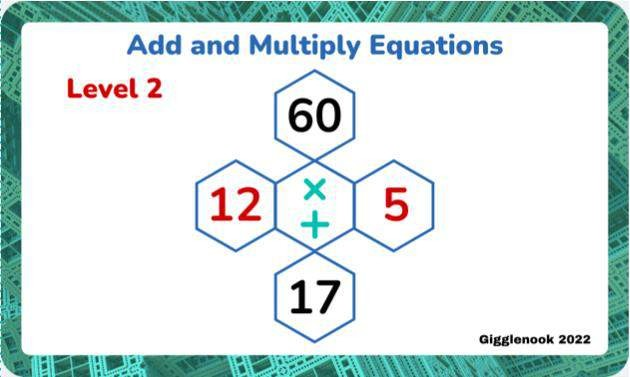 Add and Multiply Equations
Level 2
60
12 × 5
+
17
Gigglenook 2022